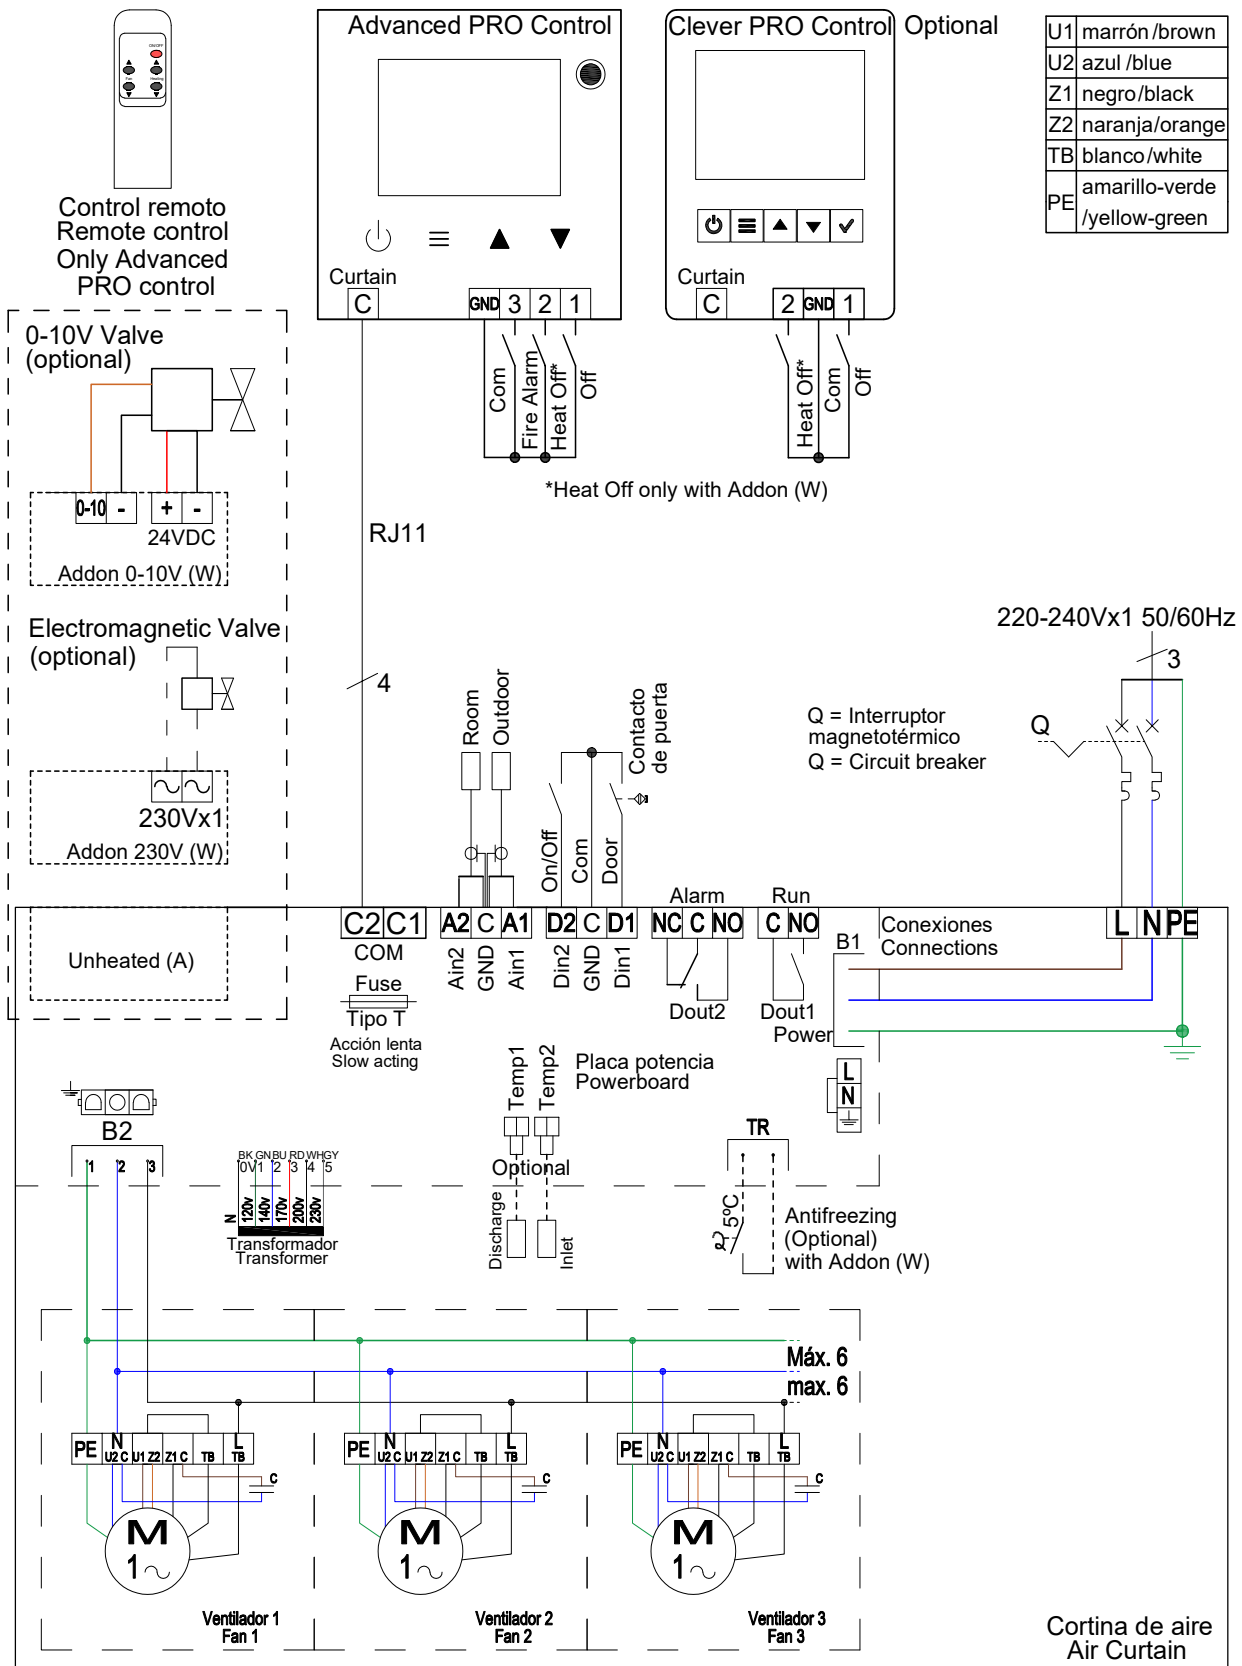 Advanced PRO Control
Clever PRO Control Optional
U1 marrón/brown
U2 azul /blue
Z1 negro/black
Z2 naranja/orange
TB blanco/white
PE amarillo-verde
/yellow-green
ON/OFF
Fan
Heating
Control remoto
Remote control
Only Advanced
PRO control
Curtain
C
GND 3 2 1
Com
Fire Alarm
Heat Off*
Off
Curtain
C
2 GND 1
Heat Off*
Com
Off
*Heat Off only with Addon (W)
0-10V Valve
(optional)
0-10 - + -
24VDC
Addon 0-10V (W)
Electromagnetic Valve
(optional)
230Vx1
Addon 230V (W)
Unheated (A)
RJ11
4
220-240Vx1 50/60Hz
3
Q
Q = Interruptor
magnetotérmico
Q = Circuit breaker
Room
Outdoor
On/Off
Com
Door
Contacto
de puerta
Alarm
Run
C2 C1
COM
A2 C A1
Ain2
GND
Ain1
D2 C D1
Din2
GND
Din1
NC C NO
Dout2
C NO
Dout1
Power
B1
Conexiones
Connections
L N PE
Fuse
Tipo T
Acción lenta
Slow acting
Temp1
Temp2
Placa potencia
Powerboard
L
N
Optional
Discharge
Inlet
TR
5ºC
Antifreezing
(Optional)
with Addon (W)
B2
1 2 3
BK GN BU RD WH GY
0V 1 2 3 4 5
N 120v 140v 170v 200v 230v
Transformador
Transformer
Máx. 6
max. 6
PE N L
U2 C U1 Z2 Z1 C TB TB
C
M
1
Ventilador 1
Fan 1
PE N L
U2 C U1 Z2 Z1 C TB TB
C
M
1
Ventilador 2
Fan 2
PE N L
U2 C U1 Z2 Z1 C TB TB
C
M
1
Ventilador 3
Fan 3
Cortina de aire
Air Curtain